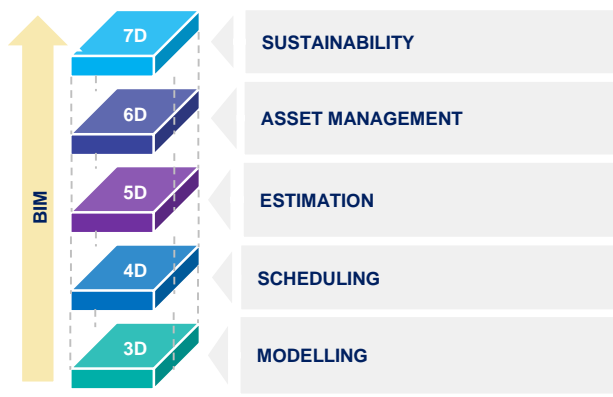 7D
SUSTAINABILITY
6D
ASSET MANAGEMENT
5D
ESTIMATION
BIM
4D
SCHEDULING
3D
MODELLING